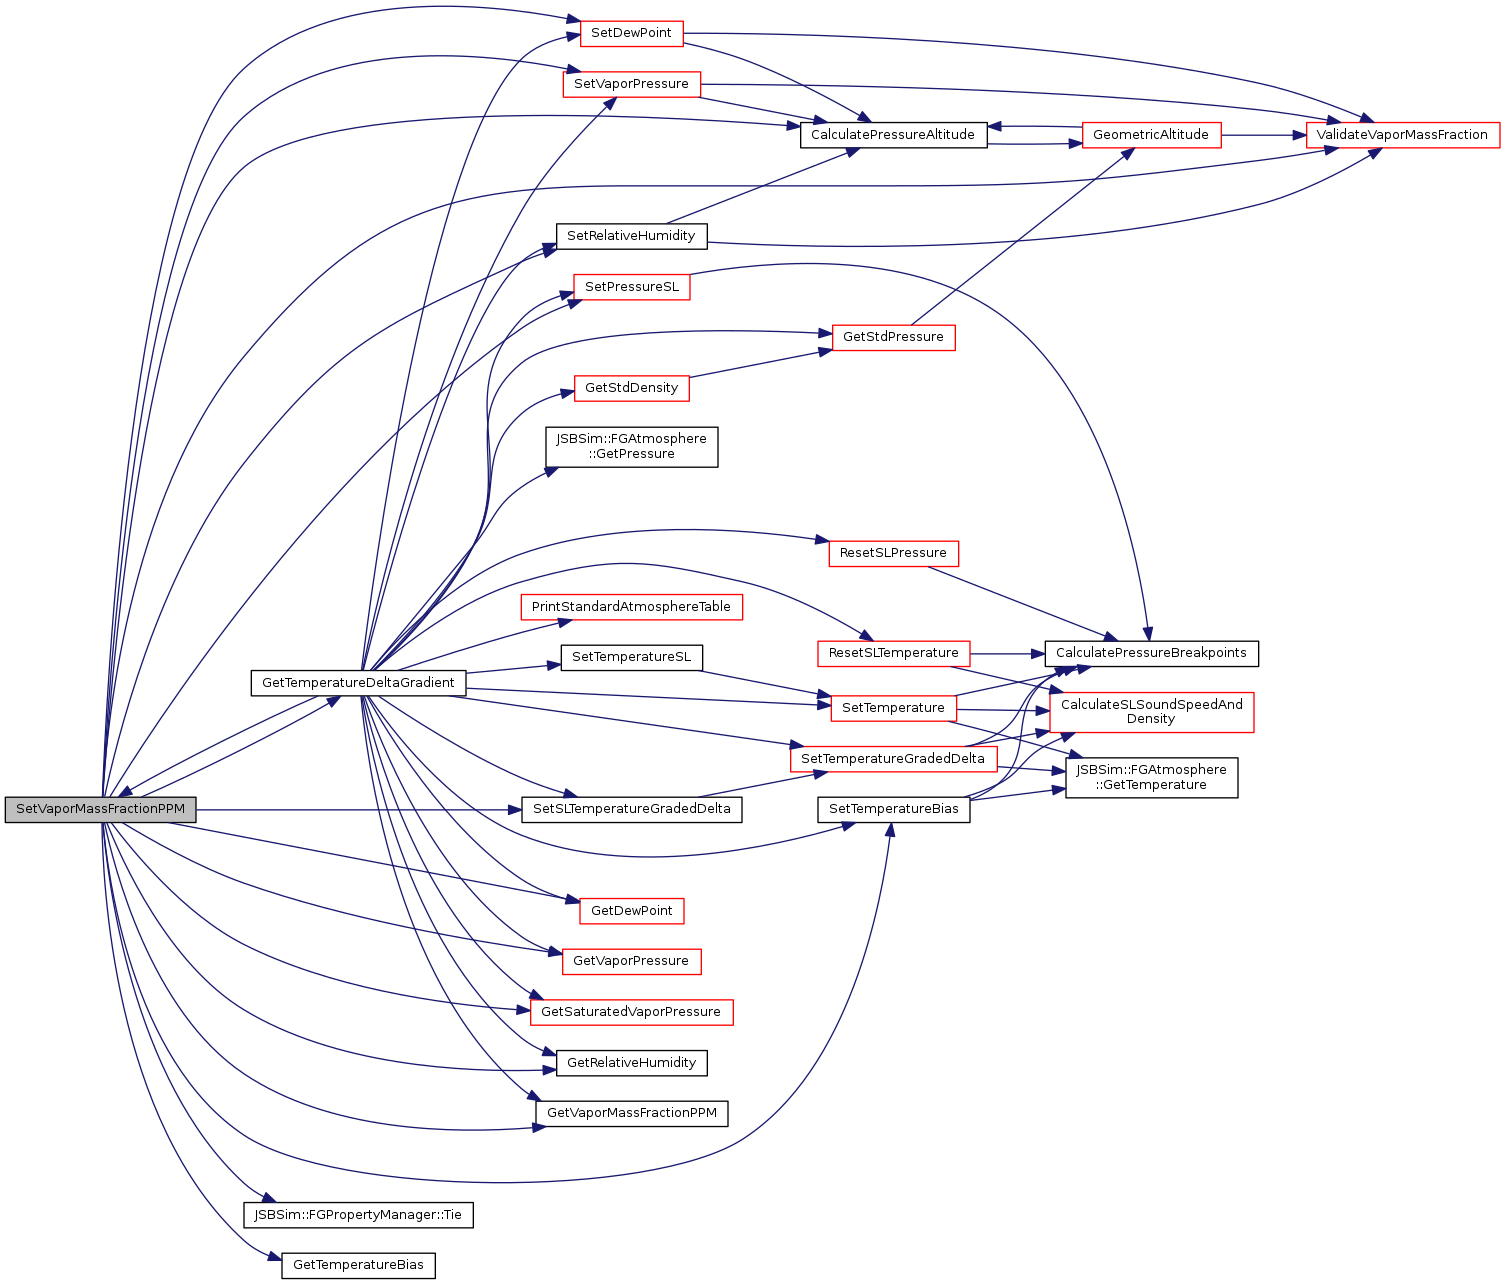 SetDewPoint
SetVaporPressure
CalculatePressureAltitude
GeometricAltitude
ValidateVaporMassFraction
SetRelativeHumidity
SetPressureSL
GetStdPressure
GetStdDensity
JSBSim::FGAtmosphere
::GetPressure
ResetSLPressure
PrintStandardAtmosphereTable
SetTemperatureSL
ResetSLTemperature
CalculatePressureBreakpoints
GetTemperatureDeltaGradient
SetTemperature
CalculateSLSoundSpeedAnd
Density
SetTemperatureGradedDelta
JSBSim::FGAtmosphere
::GetTemperature
SetVaporMassFractionPPM
SetSLTemperatureGradedDelta
SetTemperatureBias
GetDewPoint
GetVaporPressure
GetSaturatedVaporPressure
GetRelativeHumidity
GetVaporMassFractionPPM
JSBSim::FGPropertyManager::Tie
GetTemperatureBias